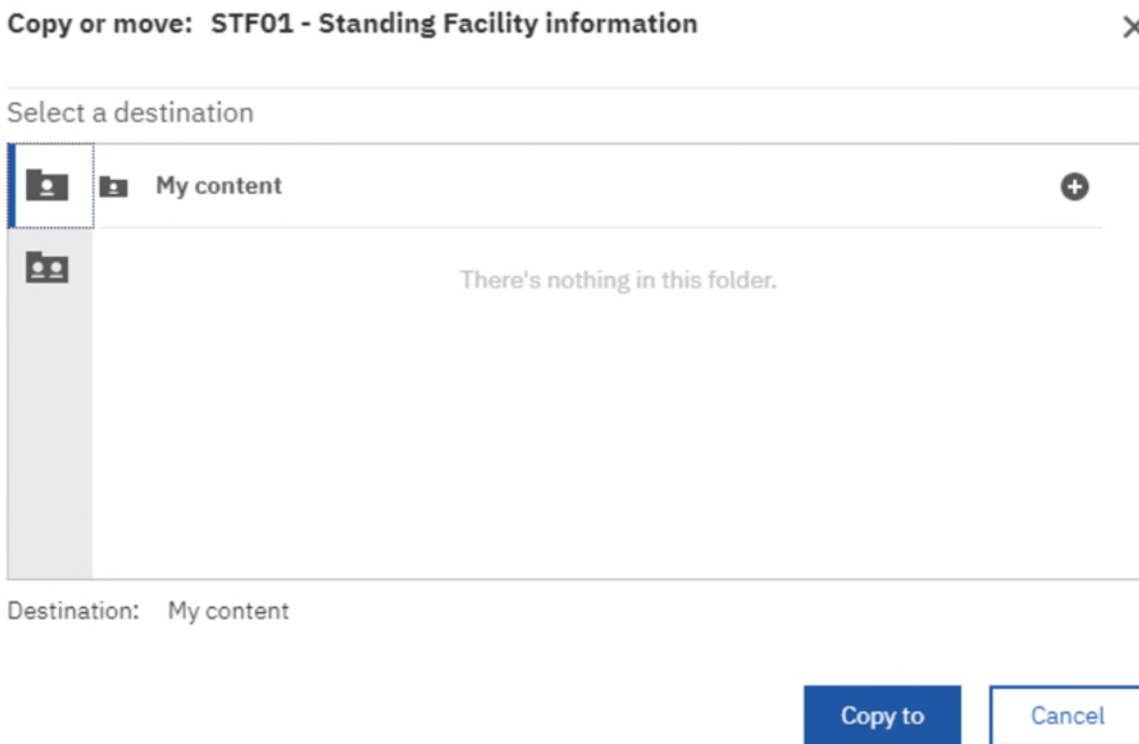 Copy or move: STF01 - Standing Facility information
Select a destination
My content
There's nothing in this folder.
Destination: My content
Copy to Cancel